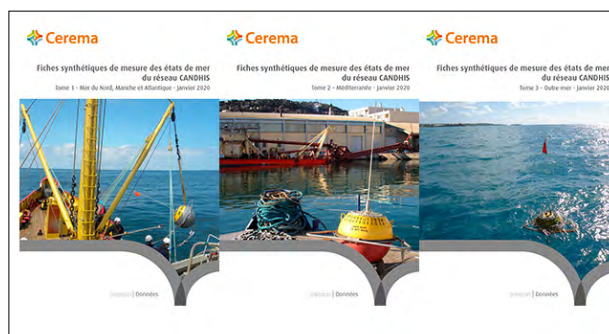 Cerema
Fiches synthétiques de mesure des états de mer
du réseau CANDHIS
Tome 1 - Mer du Nord, Manche et Atlantique - Janvier 2020
Données
Cerema
Fiches synthétiques de mesure des états de mer
du réseau CANDHIS
Tome 2 - Méditerranée - Janvier 2020
Données
Cerema
Fiches synthétiques de mesure des états de mer
du réseau CANDHIS
Tome 3 - Outre-mer - Janvier 2020
Données